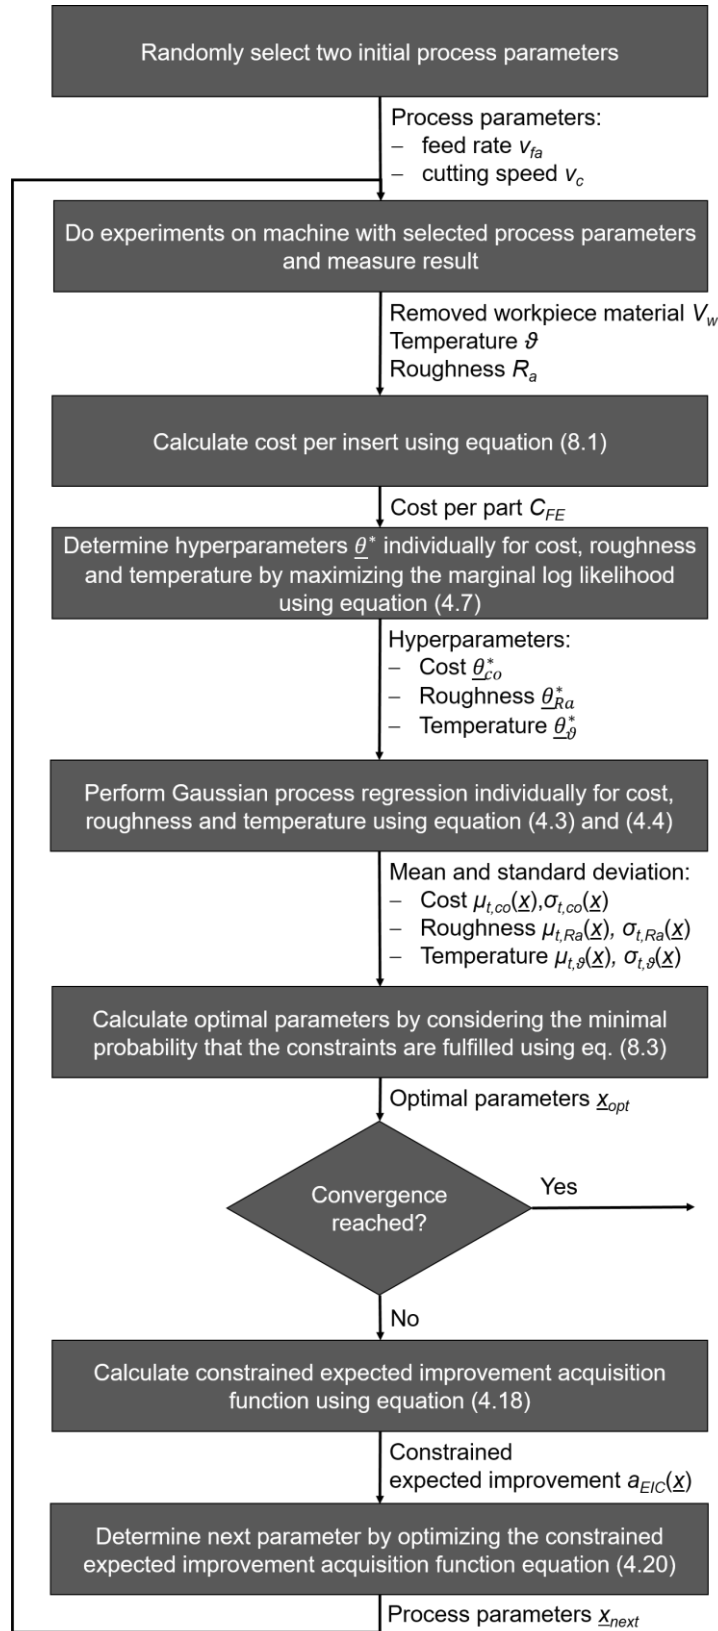 Randomly select two initial process parameters
Process parameters:
– feed rate v_fa
– cutting speed v_c
Do experiments on machine with selected process parameters
and measure result
Removed workpiece material V_w
Temperature ϑ
Roughness R_a
Calculate cost per insert using equation (8.1)
Cost per part C_FE
Determine hyperparameters θ* individually for cost, roughness
and temperature by maximizing the marginal log likelihood
using equation (4.7)
Hyperparameters:
– Cost θ*_co
– Roughness θ*_Ra
– Temperature θ*_ϑ
Perform Gaussian process regression individually for cost,
roughness and temperature using equation (4.3) and (4.4)
Mean and standard deviation:
– Cost μ_t,co(x),σ_t,co(x)
– Roughness μ_t,Ra(x), σ_t,Ra(x)
– Temperature μ_t,ϑ(x), σ_t,ϑ(x)
Calculate optimal parameters by considering the minimal
probability that the constraints are fulfilled using eq. (8.3)
Optimal parameters x_opt
Convergence
reached?
Yes
No
Calculate constrained expected improvement acquisition
function using equation (4.18)
Constrained
expected improvement a_EIC(x)
Determine next parameter by optimizing the constrained
expected improvement acquisition function equation (4.20)
Process parameters x_next